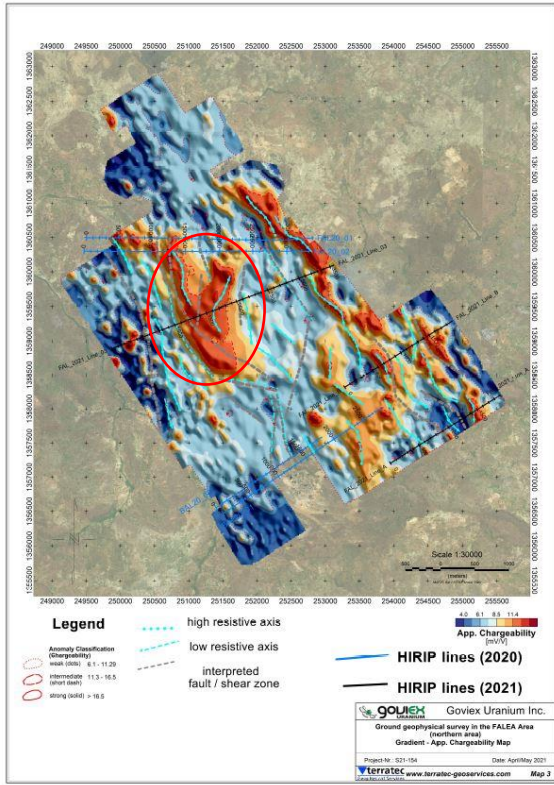 249000 250000 250500 251000 251500 252000 252500 253000 253500 254000 254500 255000 255500
1363000
1362500
1362000
1361000
1360500
1360000
1359500
1359000
1358500
1358000
1357500
1357000
1356500
1356000
1355500
FAL_2021_Line_B
Scale 1:30000
(meters)
Legend
Anomaly Classification
(Chargeability)
weak (dots) 6.1 - 11.29
intermediate 11.3 - 16.5
(short dash)
strong (solid) > 16.5
high resistive axis
low resistive axis
interpreted
fault / shear zone
4.0 6.1 8.5 11.4
App. Chargeability
[mV/V]
HIRIP lines (2020)
HIRIP lines (2021)
GOVIEX
URANIUM
Goviex Uranium Inc.
Ground geophysical survey in the FALEA Area
(northern area)
Gradient - App. Chargeability Map
Project-Nr.: S21-154 Date: April/May 2021
terratec www.terratec-geoservices.com Map 3